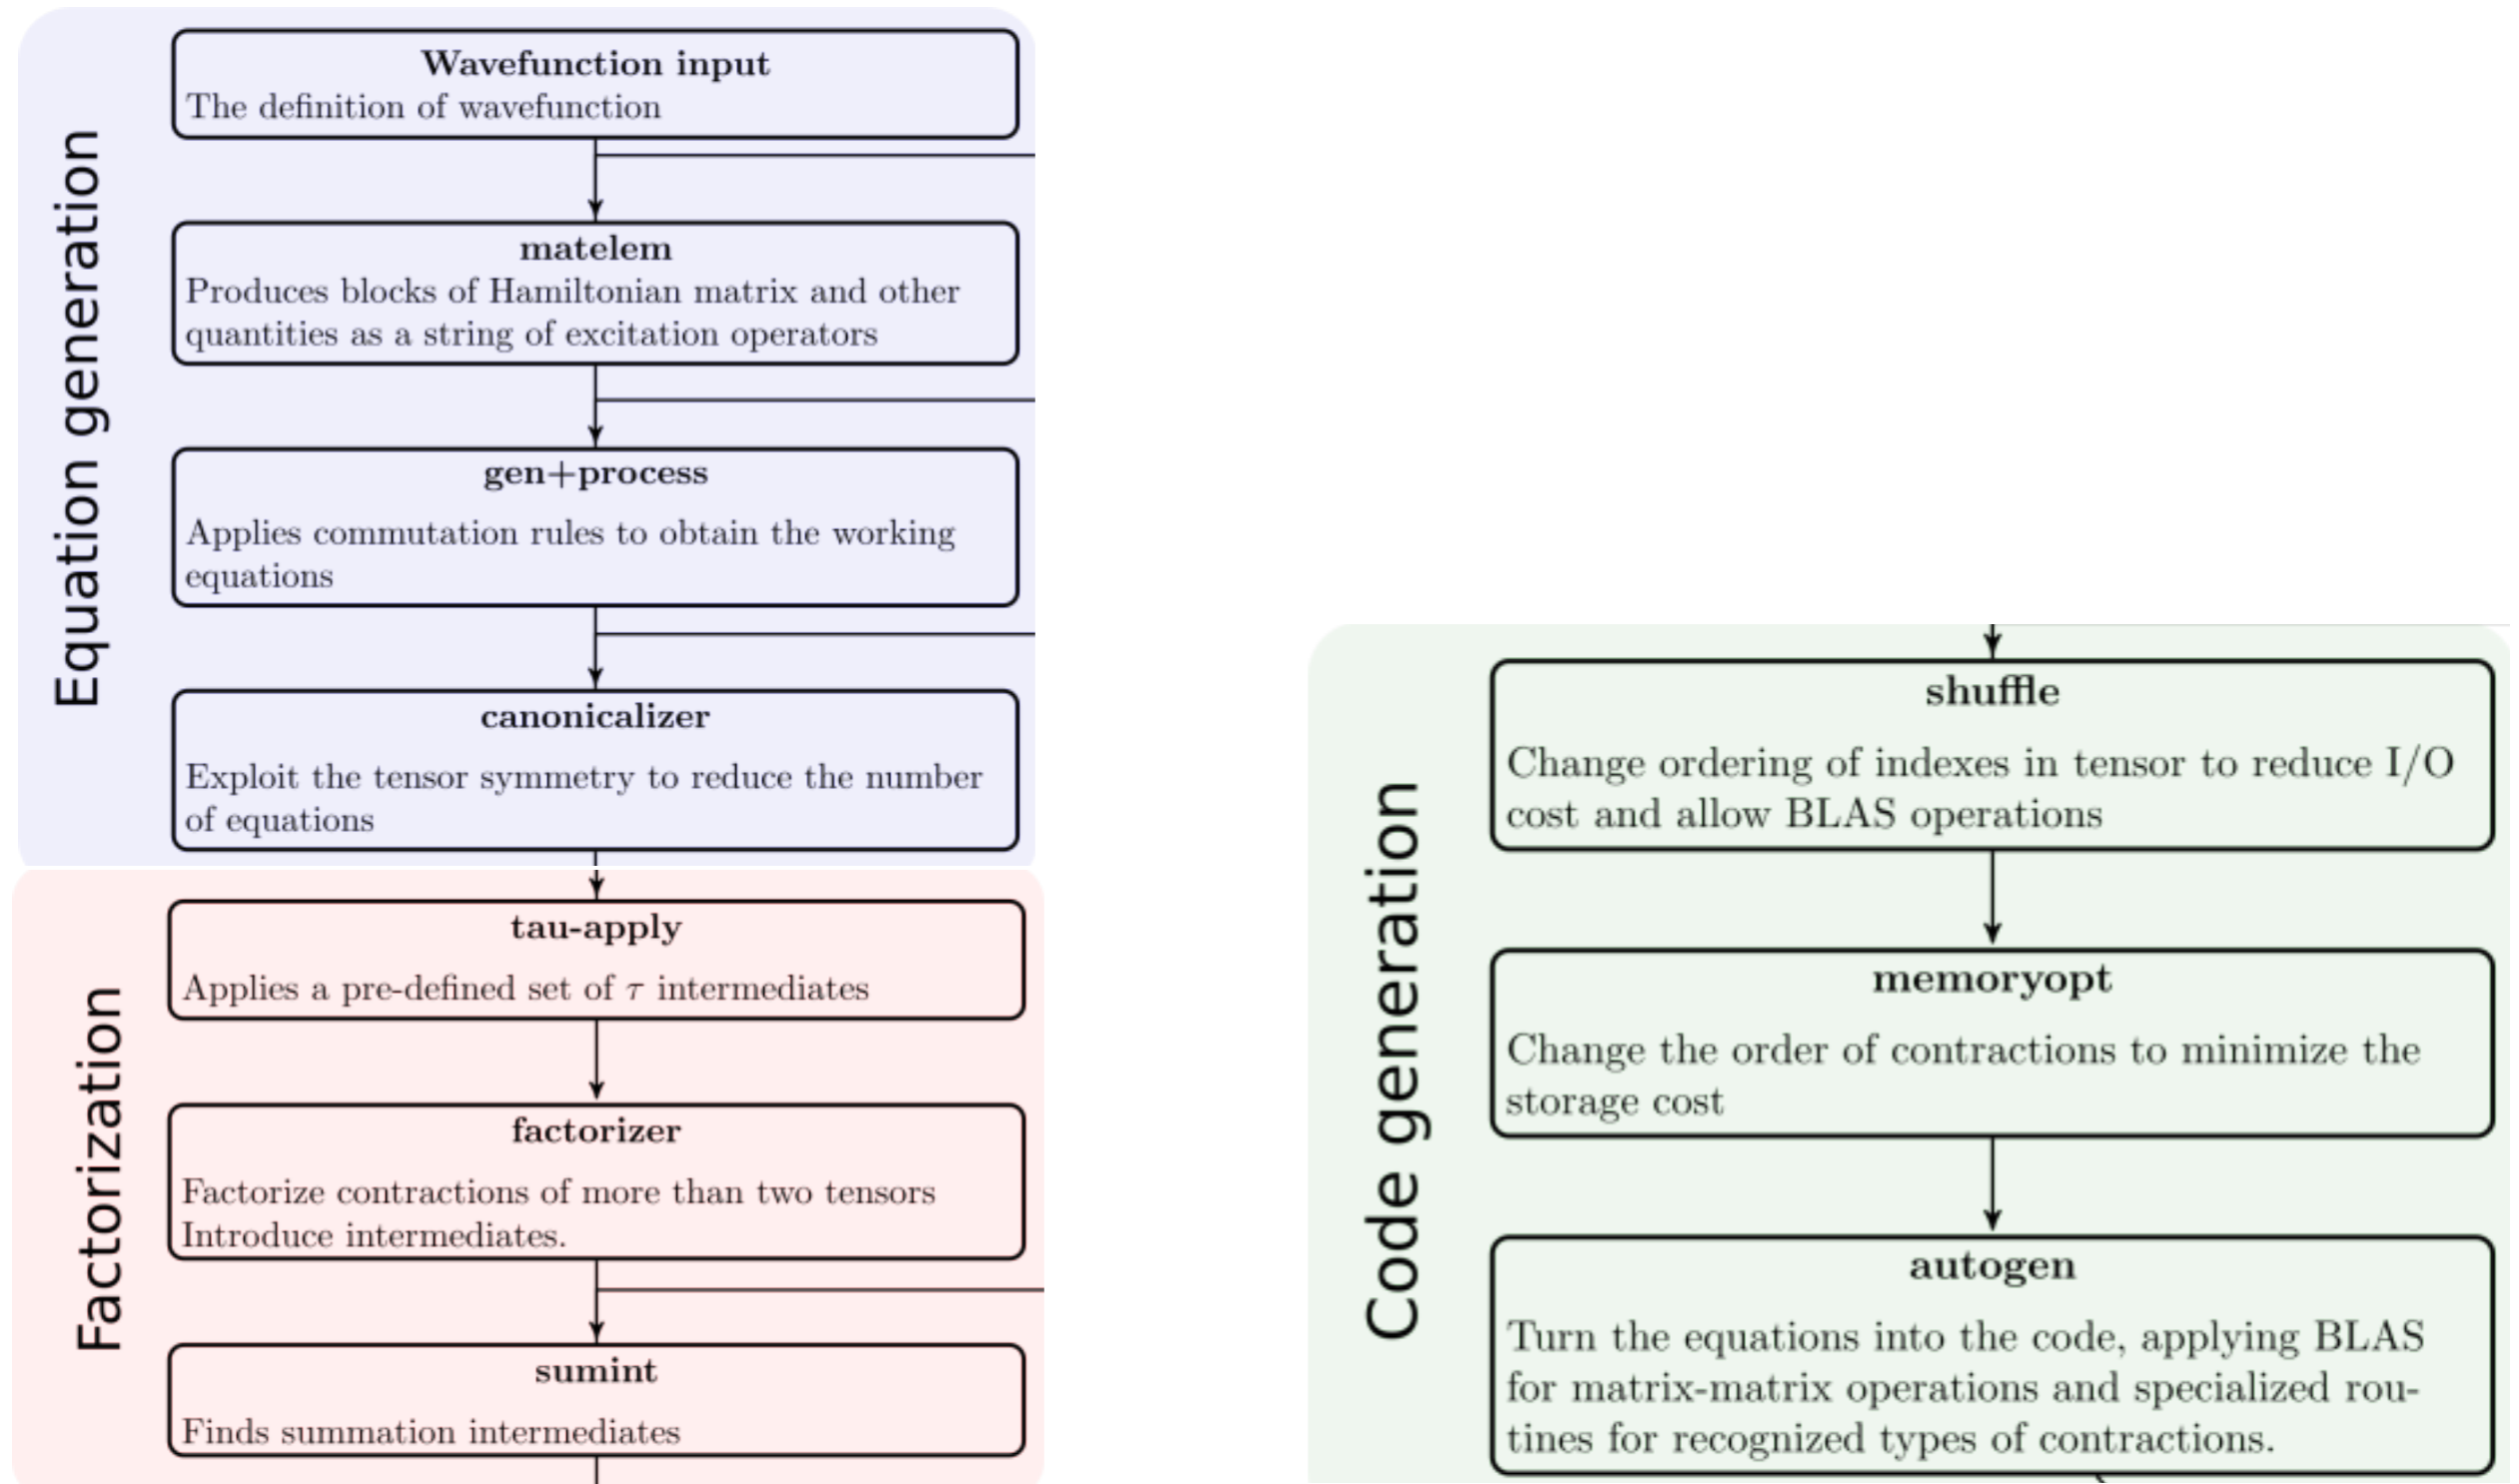 Equation generation
Wavefunction input
The definition of wavefunction
matelem
Produces blocks of Hamiltonian matrix and other
quantities as a string of excitation operators
gen+process
Applies commutation rules to obtain the working
equations
canonicalizer
Exploit the tensor symmetry to reduce the number
of equations
Factorization
tau-apply
Applies a pre-defined set of τ intermediates
factorizer
Factorize contractions of more than two tensors
Introduce intermediates.
sumint
Finds summation intermediates
Code generation
shuffle
Change ordering of indexes in tensor to reduce I/O
cost and allow BLAS operations
memoryopt
Change the order of contractions to minimize the
storage cost
autogen
Turn the equations into the code, applying BLAS
for matrix-matrix operations and specialized rou-
tines for recognized types of contractions.